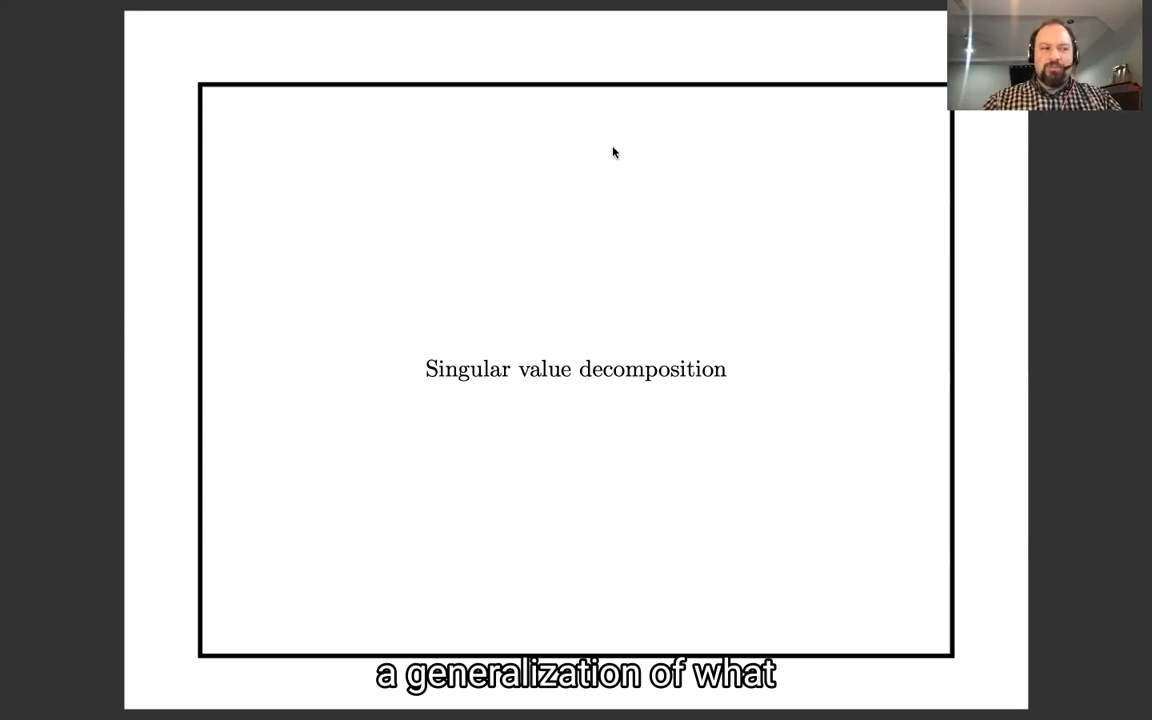 Singular value decomposition
a generalization of what